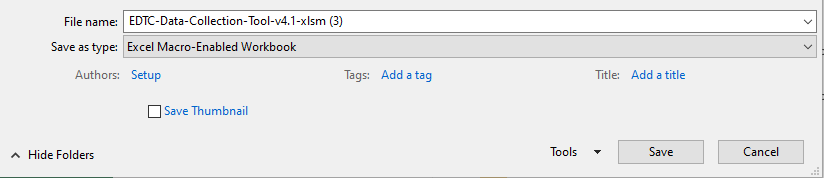 File name: EDTC-Data-Collection-Tool-v4.1-xlsm (3)
Save as type: Excel Macro-Enabled Workbook
Authors: Setup Tags: Add a tag Title: Add a title
Save Thumbnail
Hide Folders Tools Save Cancel